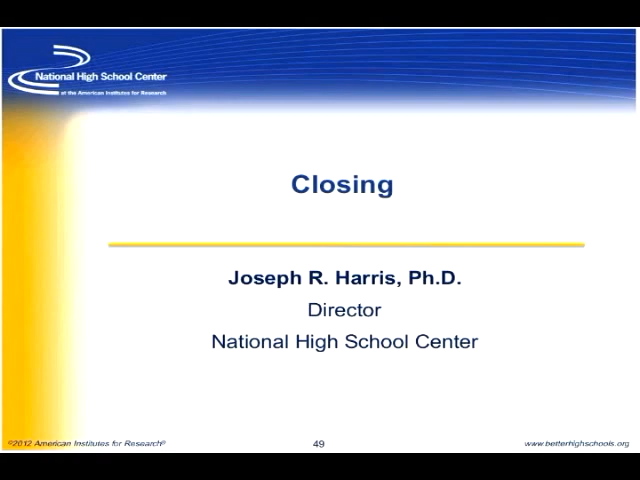 National High School Center
at the American Institutes for Research
Closing
Joseph R. Harris, Ph.D.
Director
National High School Center
©2012 American Institutes for Research®
49
www.betterhighschools.org